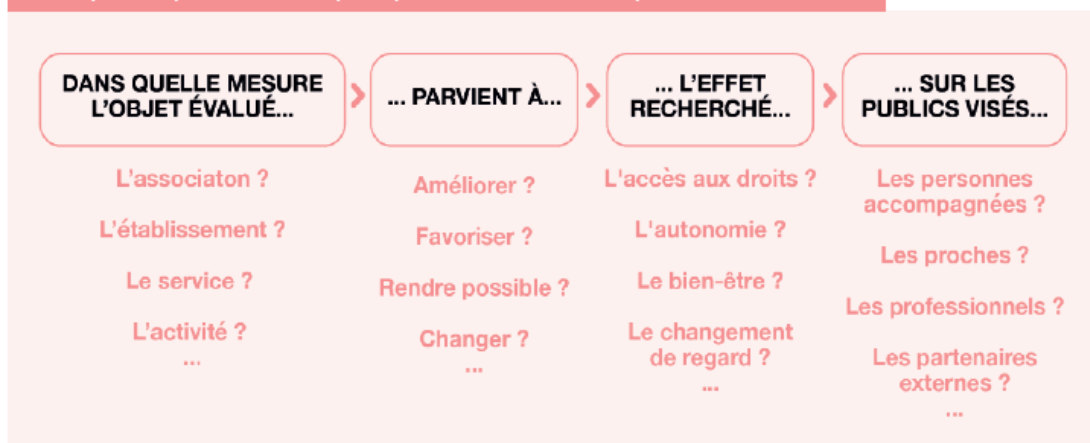 DANS QUELLE MESURE
L'OBJET ÉVALUÉ...
... PARVIENT À...
... L'EFFET
RECHERCHÉ...
... SUR LES
PUBLICS VISÉS...
L'associaton ?
L'établissement ?
Le service ?
L'activité ?
...
Améliorer ?
Favoriser ?
Rendre possible ?
Changer ?
...
L'accès aux droits ?
L'autonomie ?
Le bien-être ?
Le changement
de regard ?
...
Les personnes
accompagnées ?
Les proches ?
Les professionnels ?
Les partenaires
externes ?
...